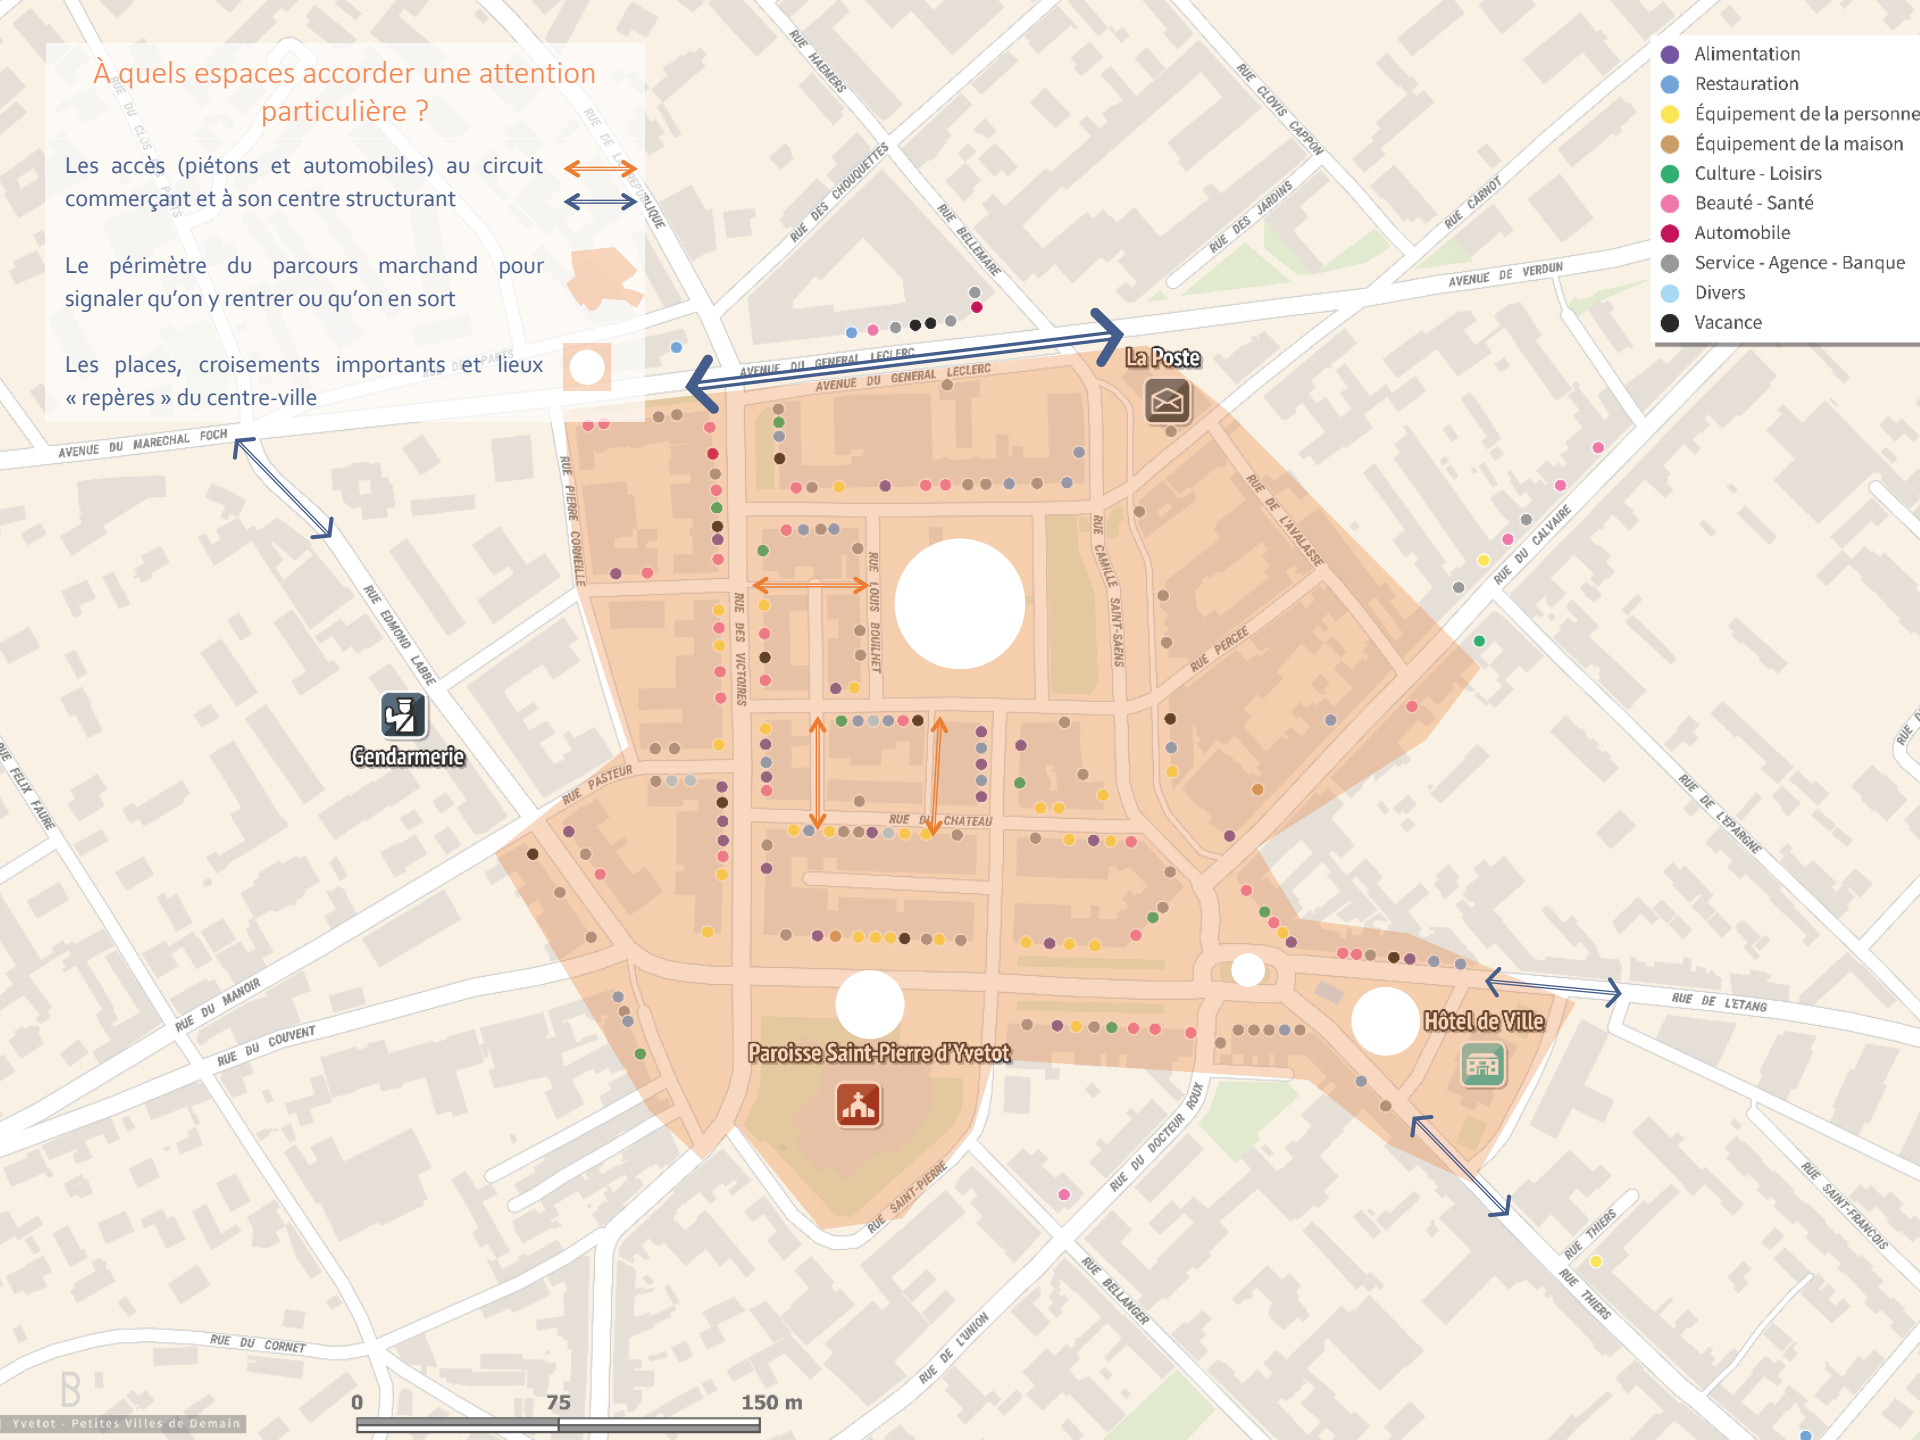 À quels espaces accorder une attention
particulière ?
Les accès (piétons et automobiles) au circuit
commerçant et à son centre structurant
Le périmètre du parcours marchand pour
signaler qu'on y rentrer ou qu'on en sort
Les places, croisements importants et lieux
« repères » du centre-ville
Alimentation
Restauration
Équipement de la personne
Équipement de la maison
Culture - Loisirs
Beauté - Santé
Automobile
Service - Agence - Banque
Divers
Vacance
RUE HAEMERS
RUE CLOVIS CAPPON
RUE DES CHOUQUETTES
RUE BELLEMARE
RUE DES JARDINS
RUE CARNOT
AVENUE DE VERDUN
AVENUE DU GENERAL LECLERC
AVENUE DU GENERAL LECLERC
La Poste
AVENUE DU MARECHAL FOCH
RUE PIERRE CORNEILLE
RUE DE L'AVALASSE
RUE DU CALVAIRE
RUE CAMILLE SAINT-SAENS
RUE LOUIS BOUILHET
RUE DES VICTOIRES
RUE EDMOND LABBE
RUE PERCEE
Gendarmerie
RUE PASTEUR
RUE FELIX FAURE
RUE DU CHATEAU
RUE DE L'EPARGNE
RUE DU MANOIR
RUE DU COUVENT
RUE DE L'ETANG
Hôtel de Ville
Paroisse Saint-Pierre d'Yvetot
RUE DU DOCTEUR ROUX
RUE SAINT-PIERRE
RUE SAINT-FRANCOIS
RUE THIERS
RUE THIERS
RUE BELLANGER
RUE DE L'UNION
RUE DU CORNET
B
0 75 150 m
Yvetot - Petites Villes de Demain